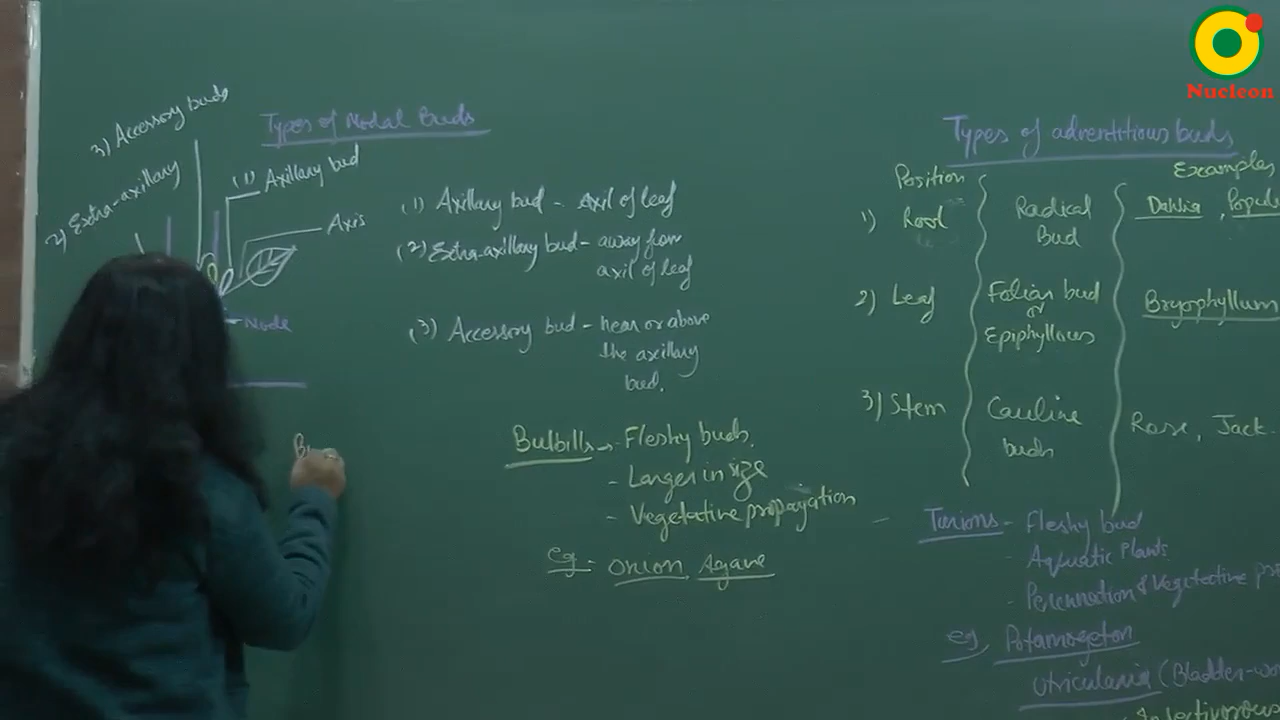 Nucleon
Types of Nodal Buds
3) Accessory buds
2) Extra-axillary
(1) Axillary bud
Axis
Node
(1) Axillary bud - Axil of leaf
(2) Extra-axillary bud - away from
axil of leaf
(3) Accessory bud - near or above
the axillary
bud.
Bulbills → - Fleshy buds.
- Larger in size
- Vegetative propagation
eg - onion, Agave
Bu
Types of adventitious buds
Position
Examples
1) Root
Radical
Bud
Dahlia, Popul
2) Leaf
Folian bud
or
Epiphyllous
Bryophyllum
3) Stem
Cauline
buds
Rose, Jack
Turions - Fleshy bud
- Aquatic Plants
- Perennation & Vegetative pro
eg, Potamogeton
utricularia (Bladder-wo